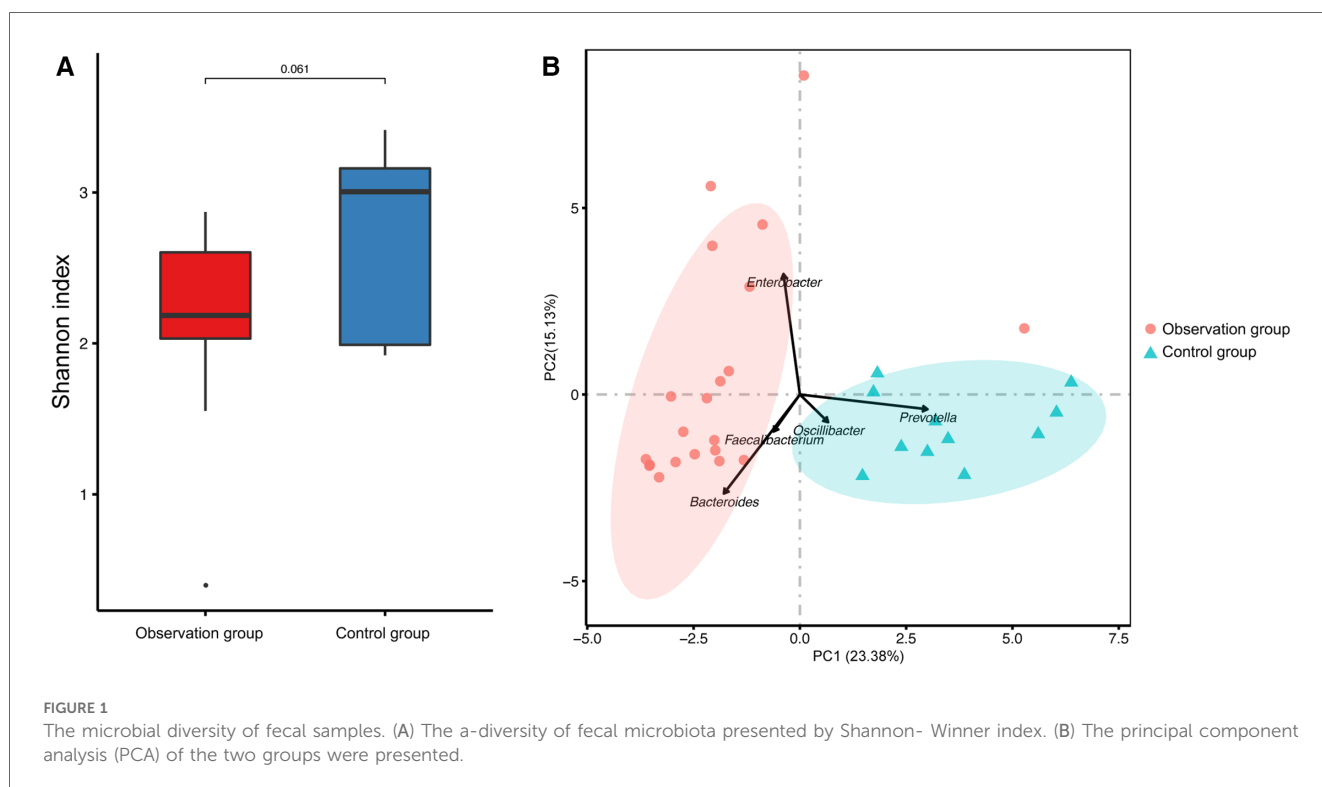 A
0.061
Shannon index
3
2
1
Observation group
Control group
B
PC2(15.13%)
5
0
−5
Enterobacter
Prevotella
Oscillibacter
Faecalibacterium
Bacteroides
−5.0
−2.5
0.0
2.5
5.0
7.5
PC1 (23.38%)
Observation group
Control group
FIGURE 1
The microbial diversity of fecal samples. (A) The a-diversity of fecal microbiota presented by Shannon- Winner index. (B) The principal component
analysis (PCA) of the two groups were presented.